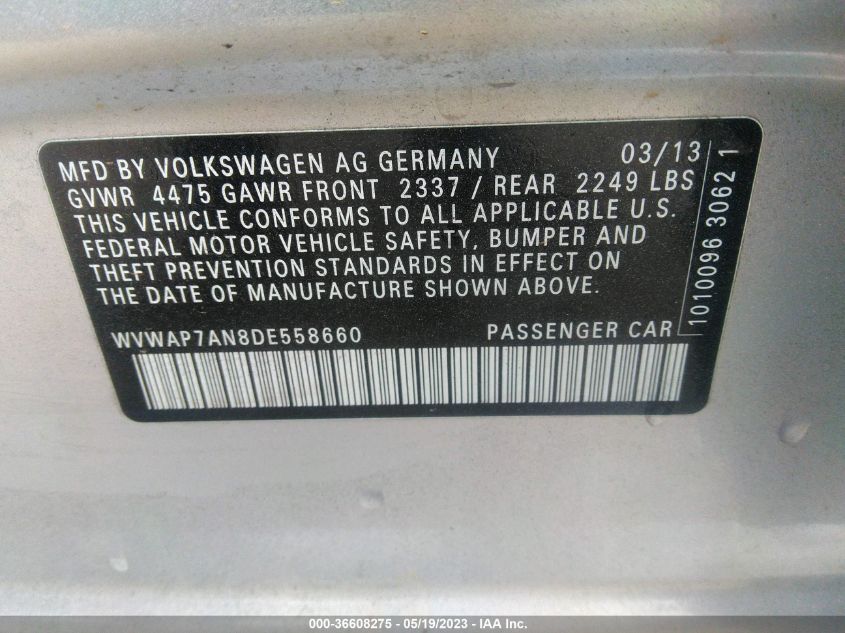 MFD BY VOLKSWAGEN AG GERMANY 03/13
GVWR 4475 GAWR FRONT 2337 / REAR 2249 LBS
THIS VEHICLE CONFORMS TO ALL APPLICABLE U.S.
FEDERAL MOTOR VEHICLE SAFETY, BUMPER AND
THEFT PREVENTION STANDARDS IN EFFECT ON
THE DATE OF MANUFACTURE SHOWN ABOVE.
WVWAP7AN8DE558660 PASSENGER CAR
1010096 3062 1
000-36608275 - 05/19/2023 - IAA Inc.